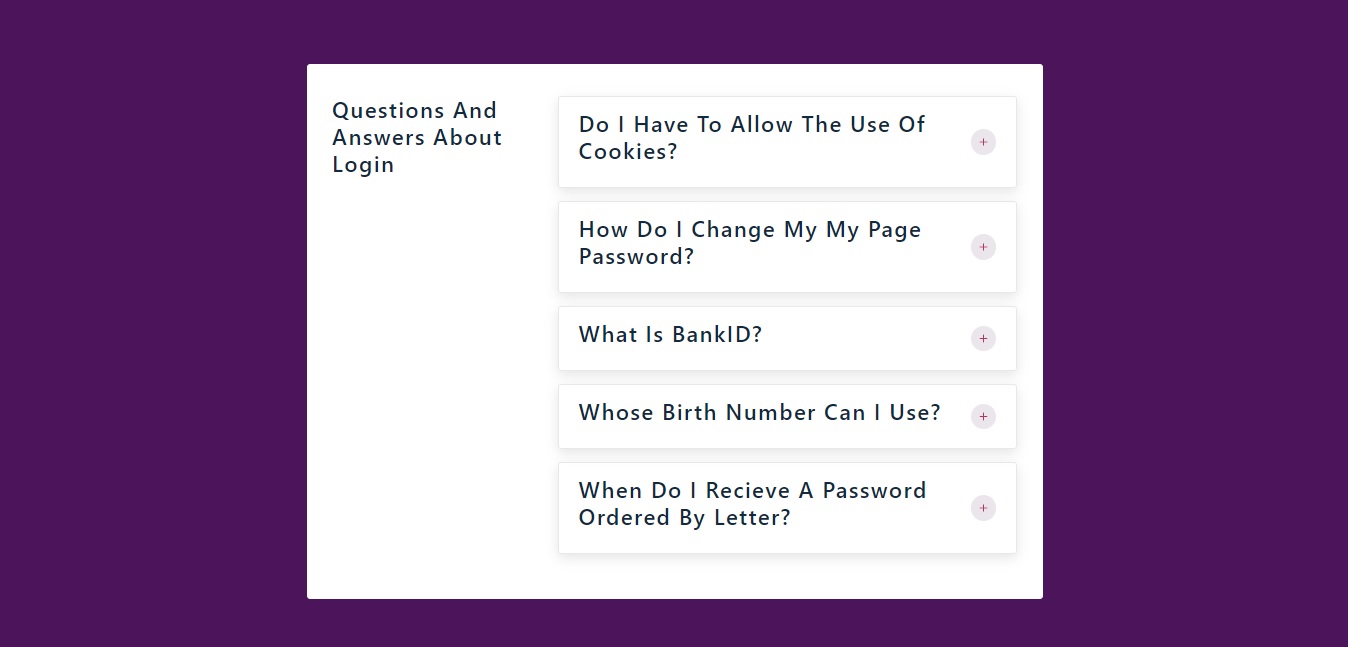 Questions And
Answers About
Login
Do I Have To Allow The Use Of
Cookies?
+
How Do I Change My My Page
Password?
+
What Is BankID?
+
Whose Birth Number Can I Use?
+
When Do I Recieve A Password
Ordered By Letter?
+